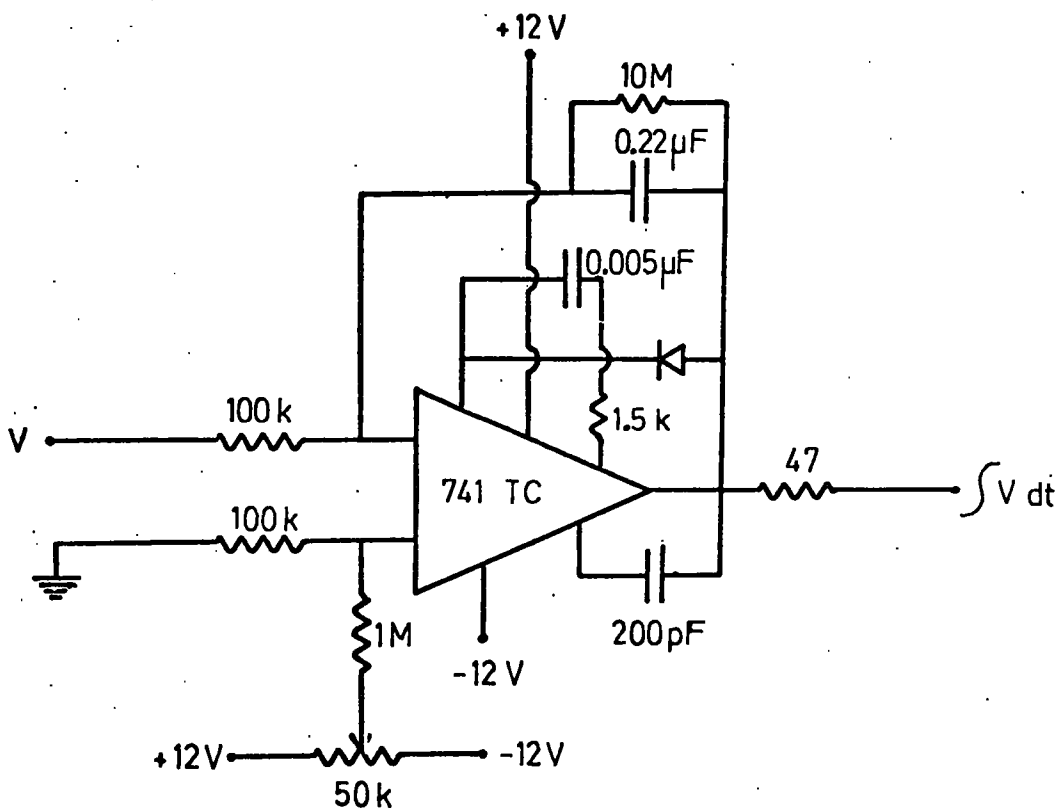 +12V
10M
0.22µF
0.005µF
1.5 k
V
100 k
741 TC
47
∫V dt
100 k
200pF
1M
-12 V
+12V
-12V
50k